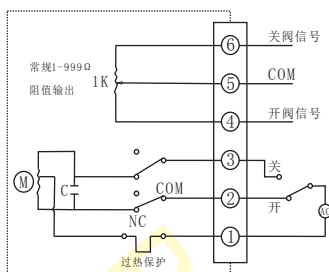 ⑥ 关阀信号
常规1-999Ω
阻值输出
1K
⑤ COM
④ 开阀信号
③ 关
M
C
COM
② 开
AC
NC
①
过热保护